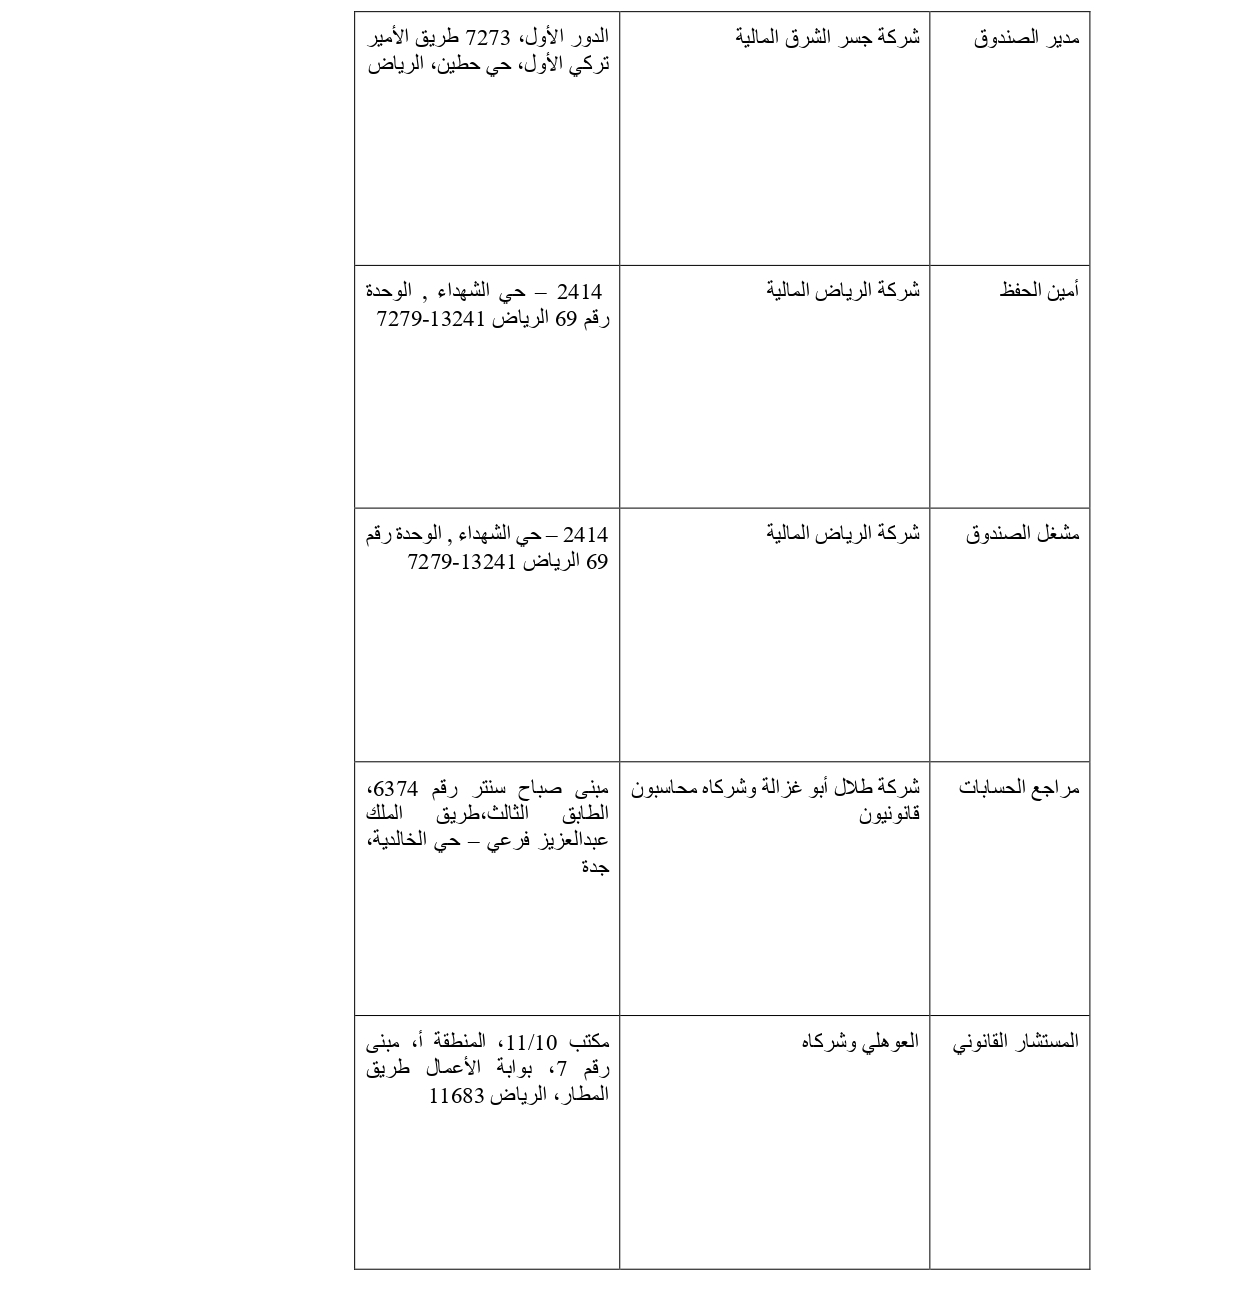 مدير الصندوق
شركة جسر الشرق المالية
الدور الأول، 7273 طريق الأمير
تركي الأول، حي حطين، الرياض
أمين الحفظ
شركة الرياض المالية
2414 – حي الشهداء , الوحدة
رقم 69 الرياض 13241-7279
مشغل الصندوق
شركة الرياض المالية
2414 – حي الشهداء , الوحدة رقم
69 الرياض 13241-7279
مراجع الحسابات
شركة طلال أبو غزالة وشركاه محاسبون
قانونيون
مبنى صباح سنتر رقم 6374،
الطابق الثالث،طريق الملك
عبدالعزيز فرعي – حي الخالدية،
جدة
المستشار القانوني
العوهلي وشركاه
مكتب 11/10، المنطقة أ، مبنى
رقم 7، بوابة الأعمال طريق
المطار، الرياض 11683